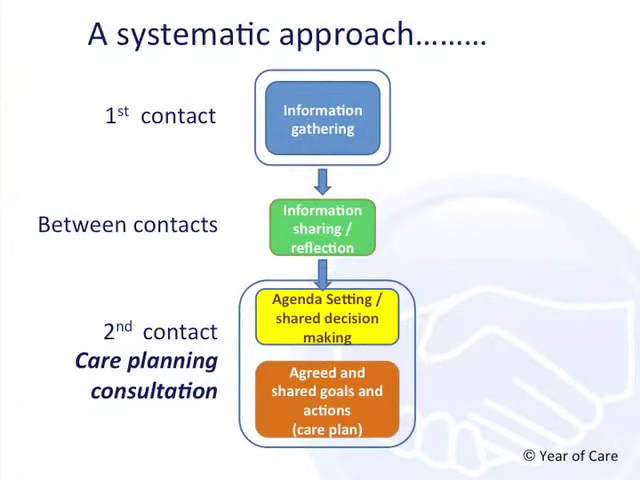 A systematic approach………
1st contact
Information
gathering
Between contacts
Information
sharing /
reflection
2nd contact
Care planning
consultation
Agenda Setting /
shared decision
making
Agreed and
shared goals and
actions
(care plan)
© Year of Care